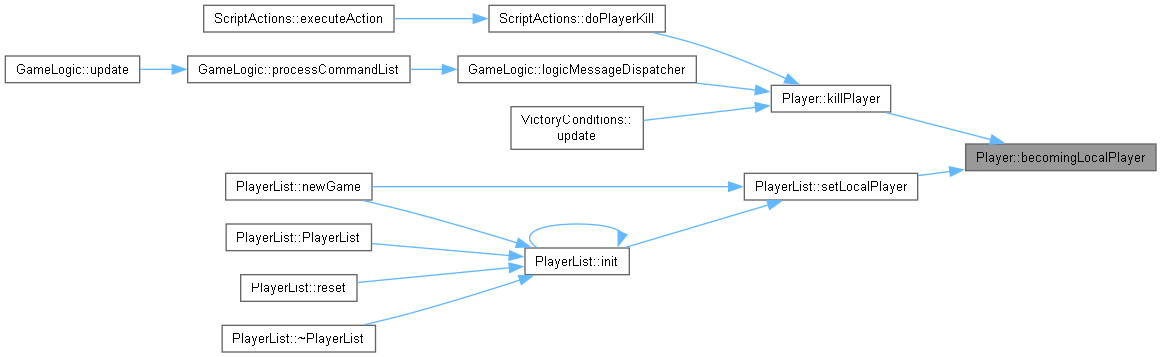 ScriptActions::executeAction
ScriptActions::doPlayerKill
GameLogic::update
GameLogic::processCommandList
GameLogic::logicMessageDispatcher
Player::killPlayer
VictoryConditions::
update
Player::becomingLocalPlayer
PlayerList::newGame
PlayerList::setLocalPlayer
PlayerList::PlayerList
PlayerList::init
PlayerList::reset
PlayerList::~PlayerList